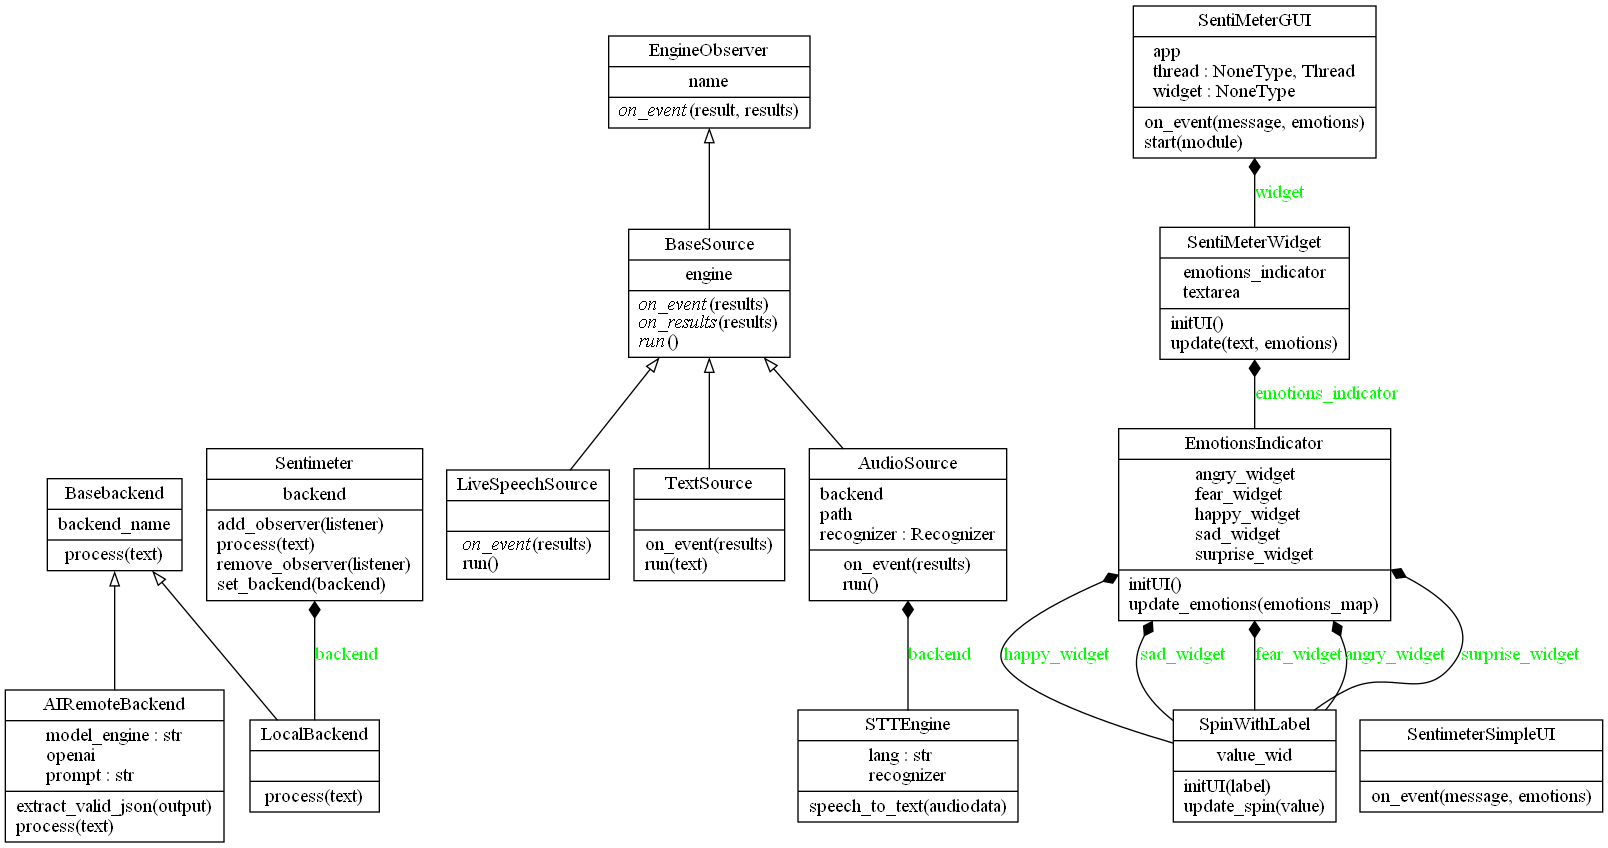 SentiMeterGUI
app
thread : NoneType, Thread
widget : NoneType
on_event(message, emotions)
start(module)
EngineObserver
name
on_event(result, results)
widget
BaseSource
engine
on_event(results)
on_results(results)
run()
SentiMeterWidget
emotions_indicator
textarea
initUI()
update(text, emotions)
emotions_indicator
Basebackend
backend_name
process(text)
Sentimeter
backend
add_observer(listener)
process(text)
remove_observer(listener)
set_backend(backend)
LiveSpeechSource
on_event(results)
run()
TextSource
on_event(results)
run(text)
AudioSource
backend
path
recognizer : Recognizer
on_event(results)
run()
EmotionsIndicator
angry_widget
fear_widget
happy_widget
sad_widget
surprise_widget
initUI()
update_emotions(emotions_map)
backend
backend
happy_widget
sad_widget
fear_widget
angry_widget
surprise_widget
AIRemoteBackend
model_engine : str
openai
prompt : str
extract_valid_json(output)
process(text)
LocalBackend
process(text)
STTEngine
lang : str
recognizer
speech_to_text(audiodata)
SpinWithLabel
value_wid
initUI(label)
update_spin(value)
SentimeterSimpleUI
on_event(message, emotions)